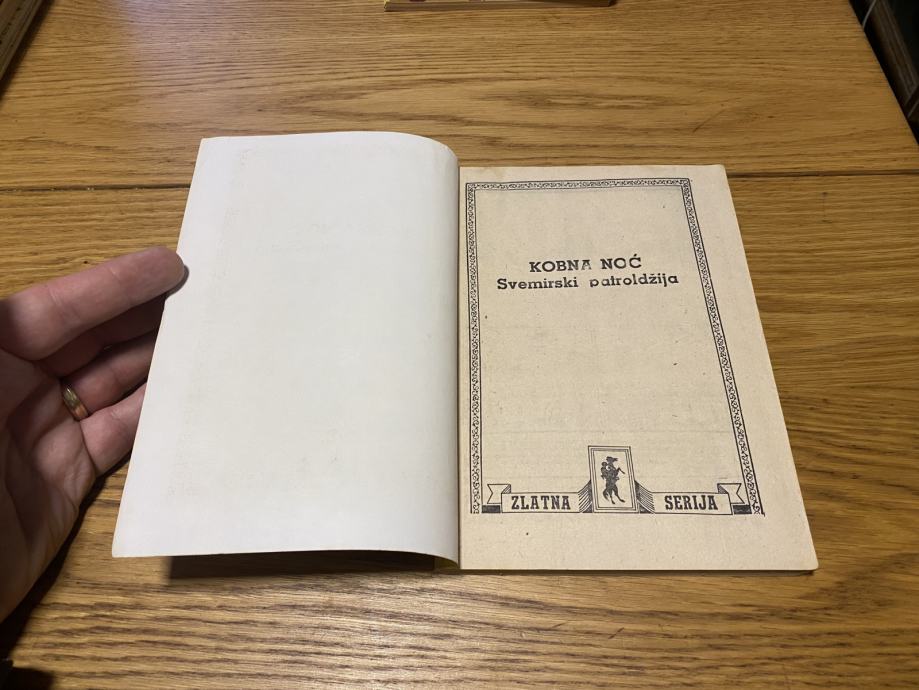 KOBNA NOĆ
Svemirski patroldžija
ZLATNA SERIJA